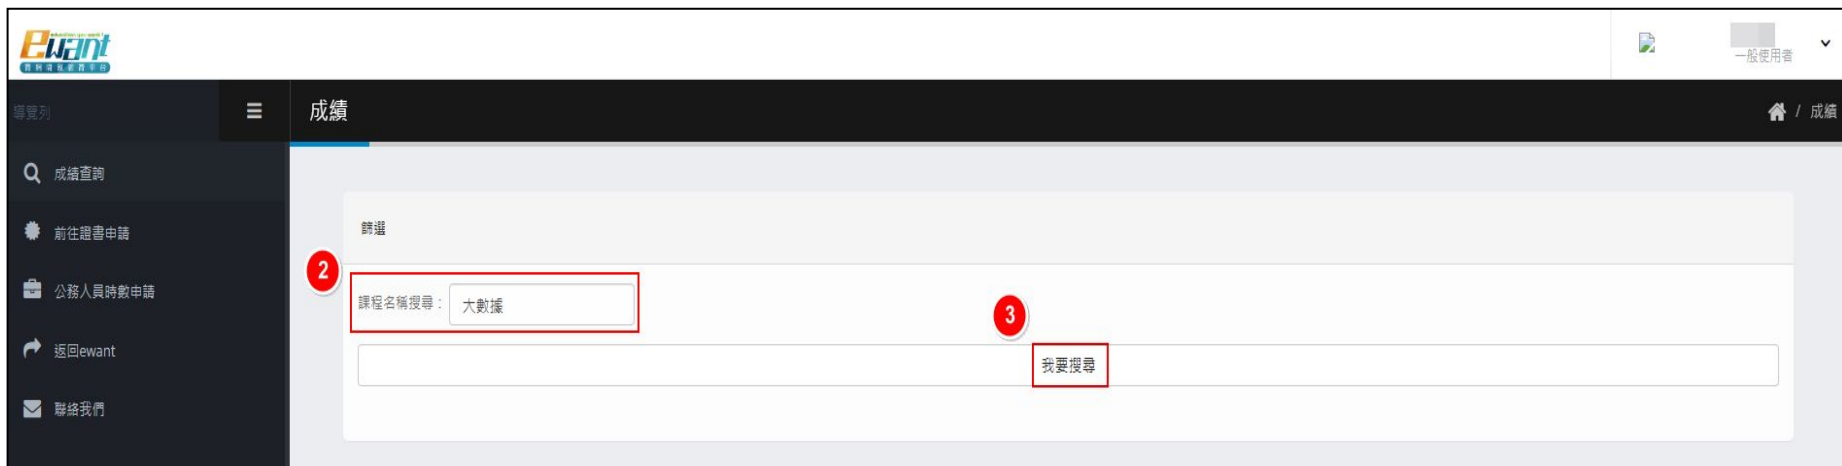 ewant
一般使用者
導覽列
成績
/ 成績
成績查詢
前往證書申請
公務人員時數申請
返回ewant
聯絡我們
篩選
2
課程名稱搜尋：
大數據
3
我要搜尋